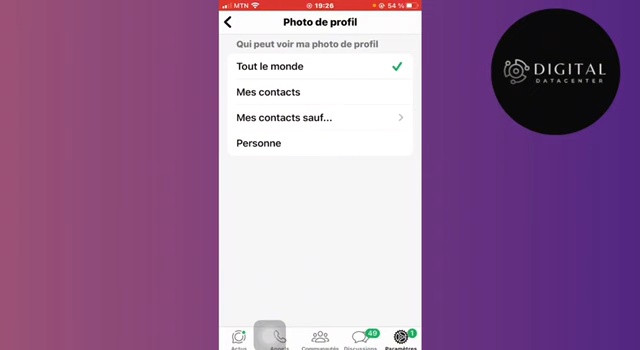 MTN 19:26 54 %
Photo de profil
Qui peut voir ma photo de profil
Tout le monde
Mes contacts
Mes contacts sauf...
Personne
DIGITAL
DATACENTER
49
1
Actus Appels Communautés Discussions Paramètres